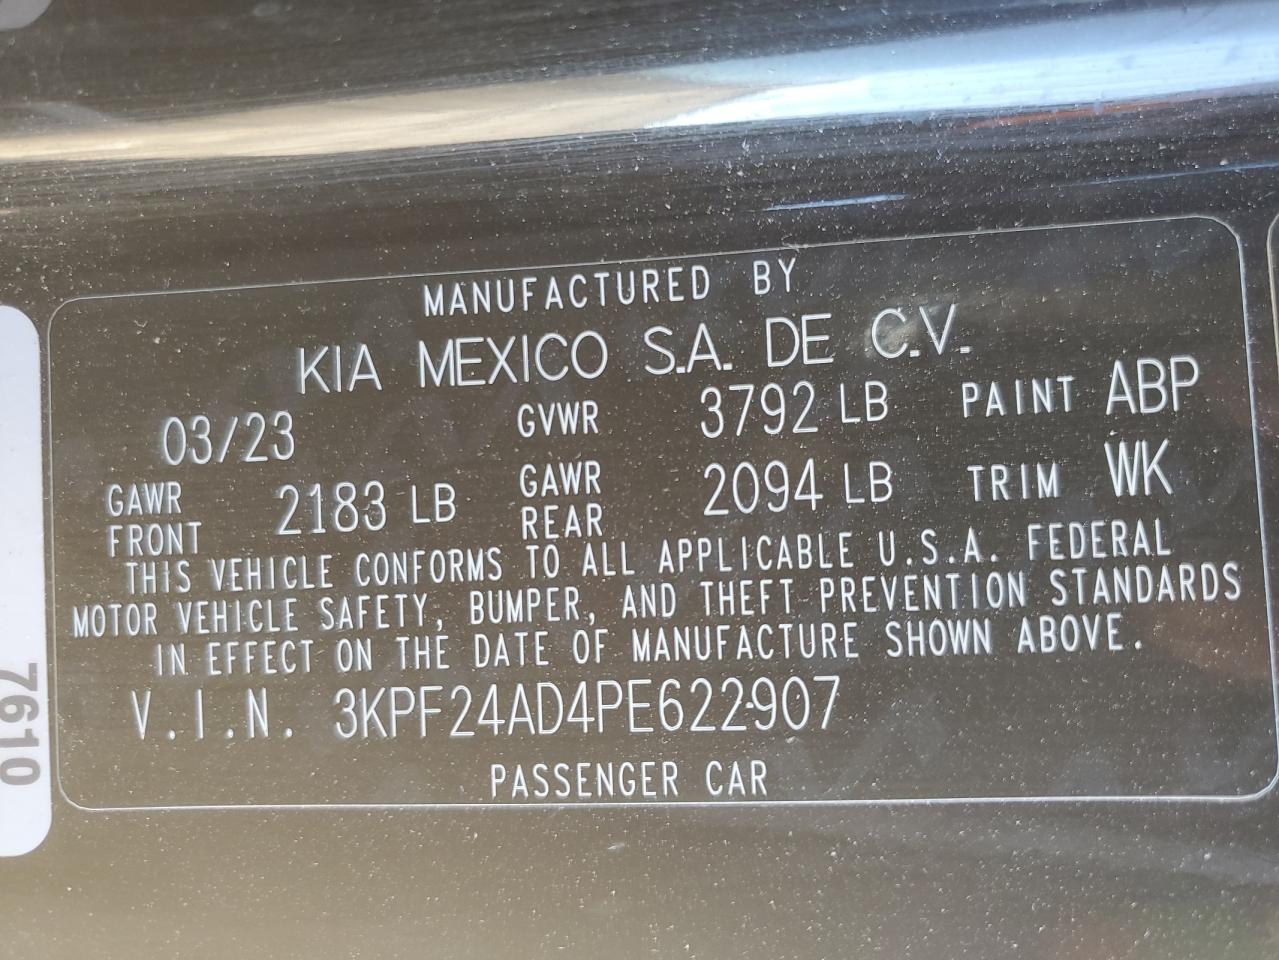 MANUFACTURED BY
KIA MEXICO S.A. DE C.V.
03/23 GVWR 3792 LB PAINT ABP
GAWR FRONT 2183 LB GAWR REAR 2094 LB TRIM WK
THIS VEHICLE CONFORMS TO ALL APPLICABLE U.S.A. FEDERAL
MOTOR VEHICLE SAFETY, BUMPER, AND THEFT PREVENTION STANDARDS
IN EFFECT ON THE DATE OF MANUFACTURE SHOWN ABOVE.
V.I.N. 3KPF24AD4PE622907
PASSENGER CAR
7610